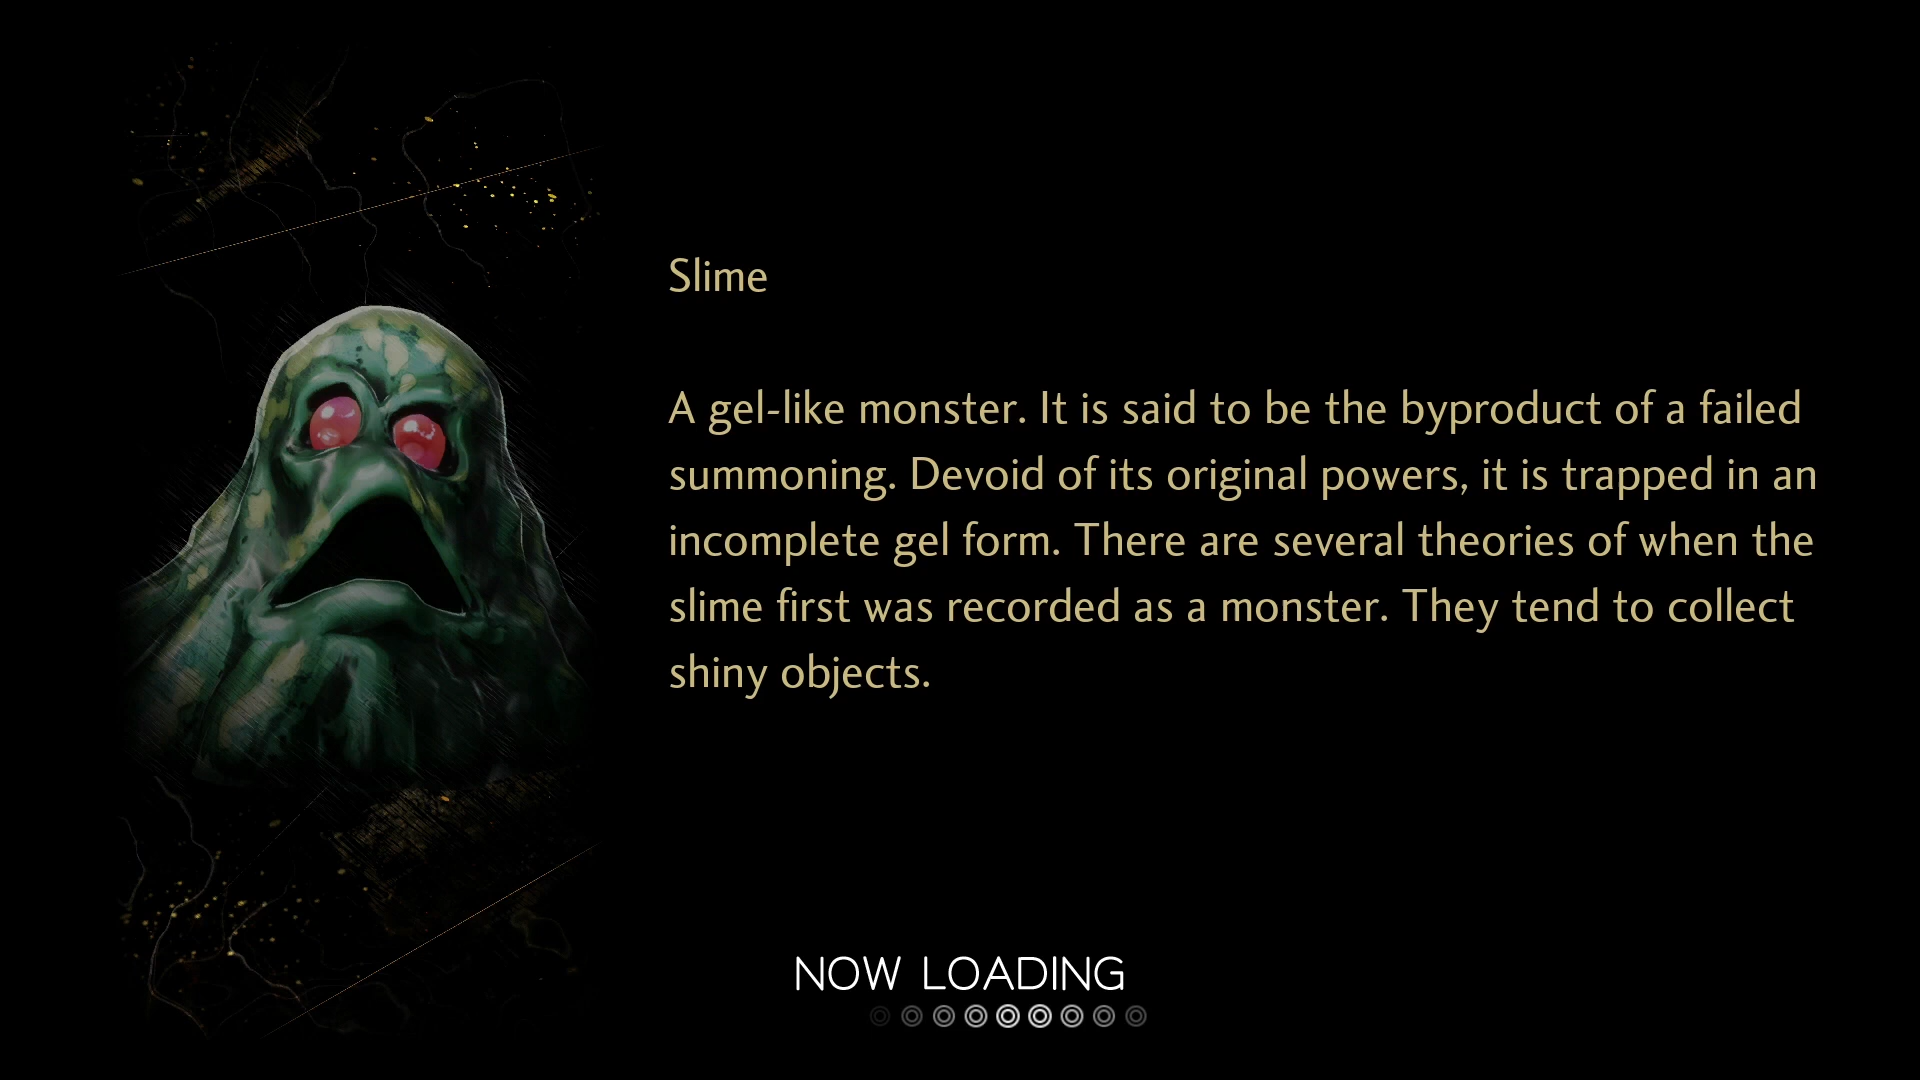 Slime
A gel-like monster. It is said to be the byproduct of a failed
summoning. Devoid of its original powers, it is trapped in an
incomplete gel form. There are several theories of when the
slime first was recorded as a monster. They tend to collect
shiny objects.
NOW LOADING